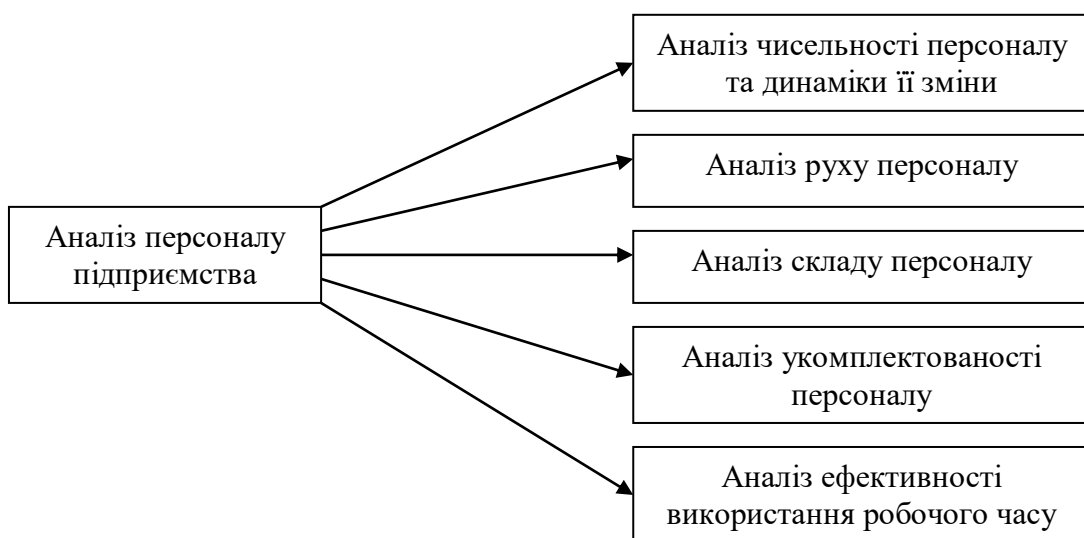 Аналіз чисельності персоналу
та динаміки її зміни
Аналіз руху персоналу
Аналіз персоналу
підприємства
Аналіз складу персоналу
Аналіз укомплектованості
персоналу
Аналіз ефективності
використання робочого часу